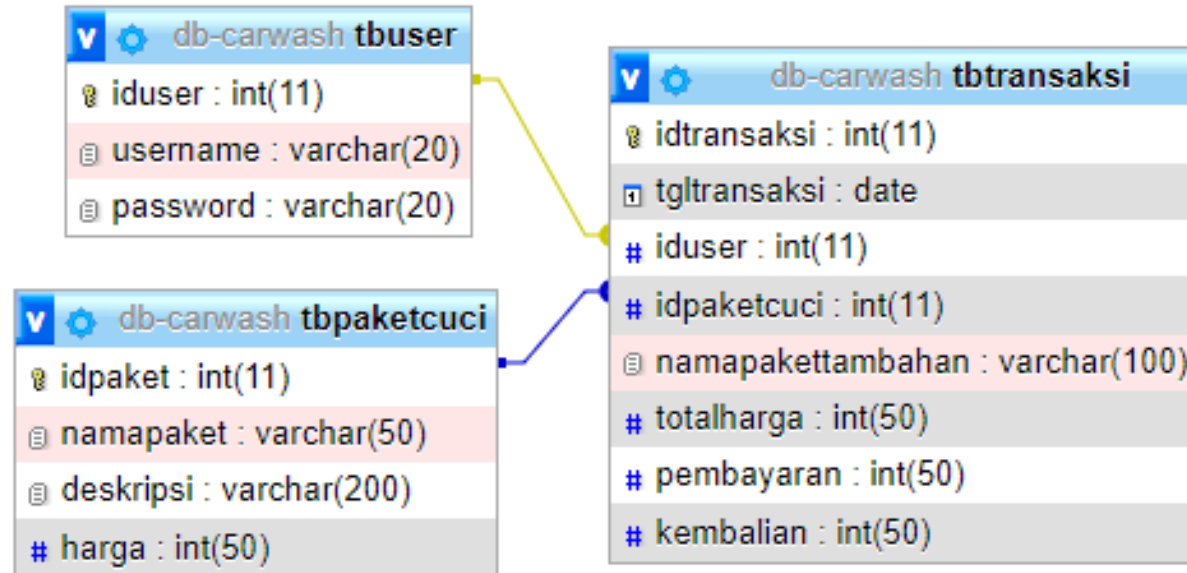 db-carwash tbuser
iduser : int(11)
username : varchar(20)
password : varchar(20)
db-carwash tbpaketcuci
idpaket : int(11)
namapaket : varchar(50)
deskripsi : varchar(200)
harga : int(50)
db-carwash tbtransaksi
idtransaksi : int(11)
tgltransaksi : date
iduser : int(11)
idpaketcuci : int(11)
namapakettambahan : varchar(100)
totalharga : int(50)
pembayaran : int(50)
kembalian : int(50)